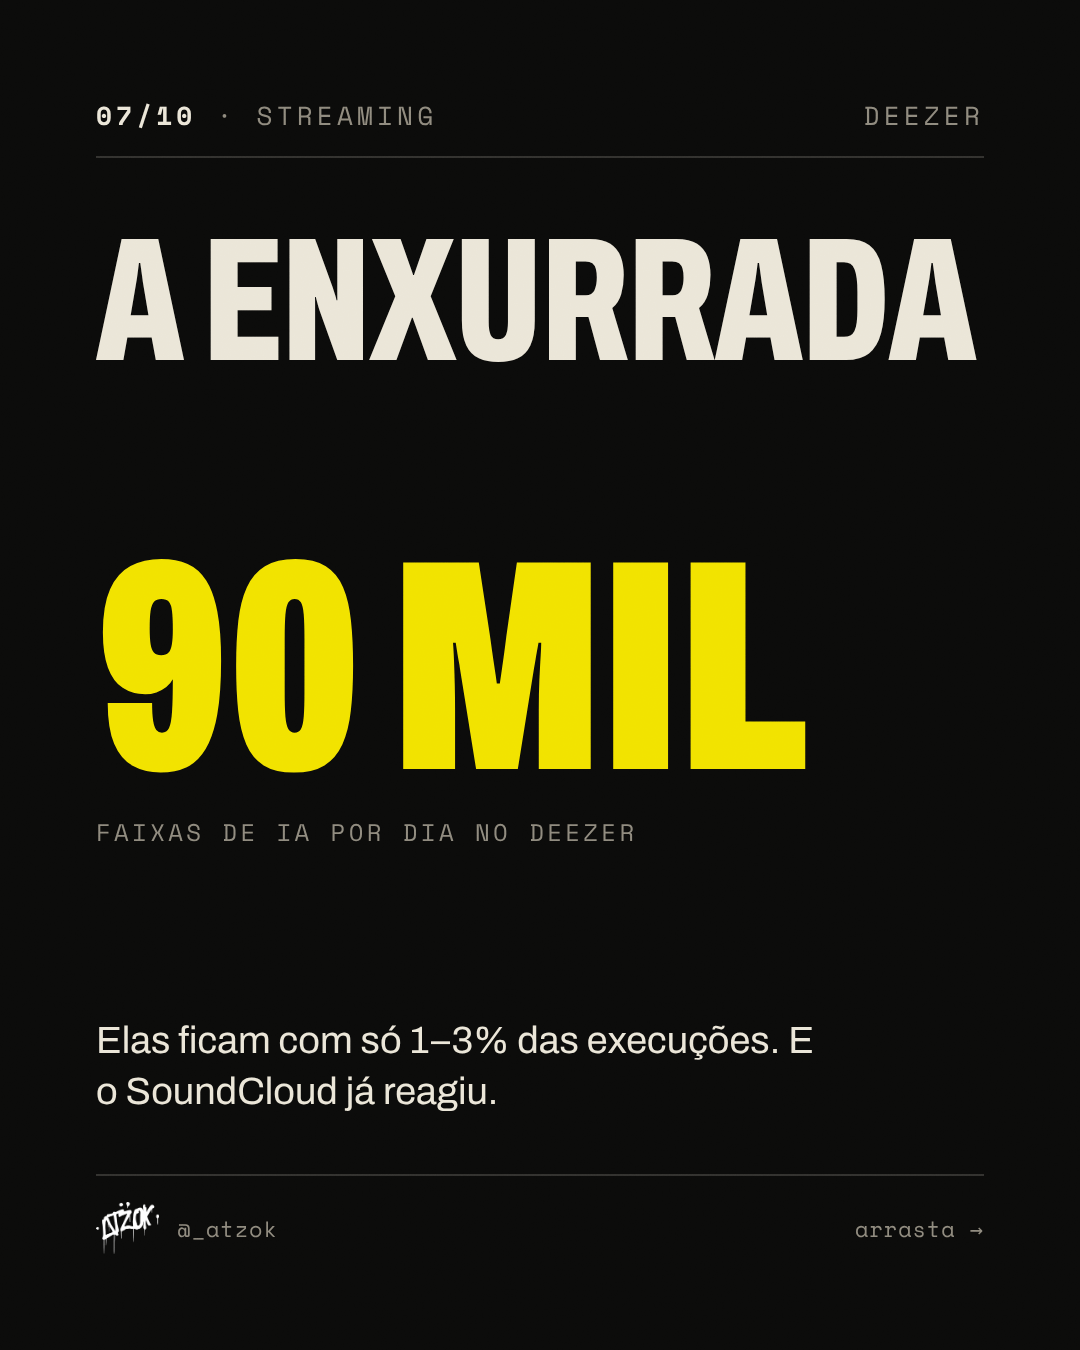 07/10 · STREAMING DEEZER
A ENXURRADA
90 MIL
FAIXAS DE IA POR DIA NO DEEZER
Elas ficam com só 1–3% das execuções. E
o SoundCloud já reagiu.
ATZOK @_atzok arrasta →